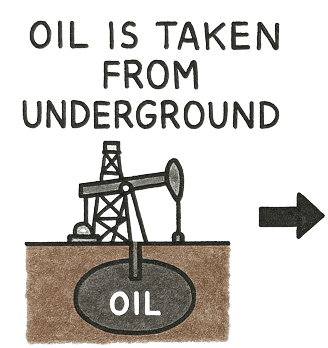 OIL IS TAKEN
FROM
UNDERGROUND
OIL